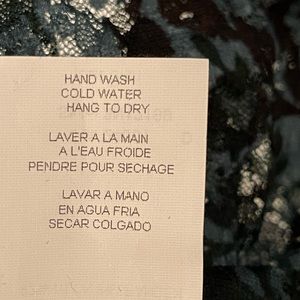 HAND WASH
COLD WATER
HANG TO DRY
LAVER A LA MAIN
A L'EAU FROIDE
PENDRE POUR SECHAGE
LAVAR A MANO
EN AGUA FRIA
SECAR COLGADO